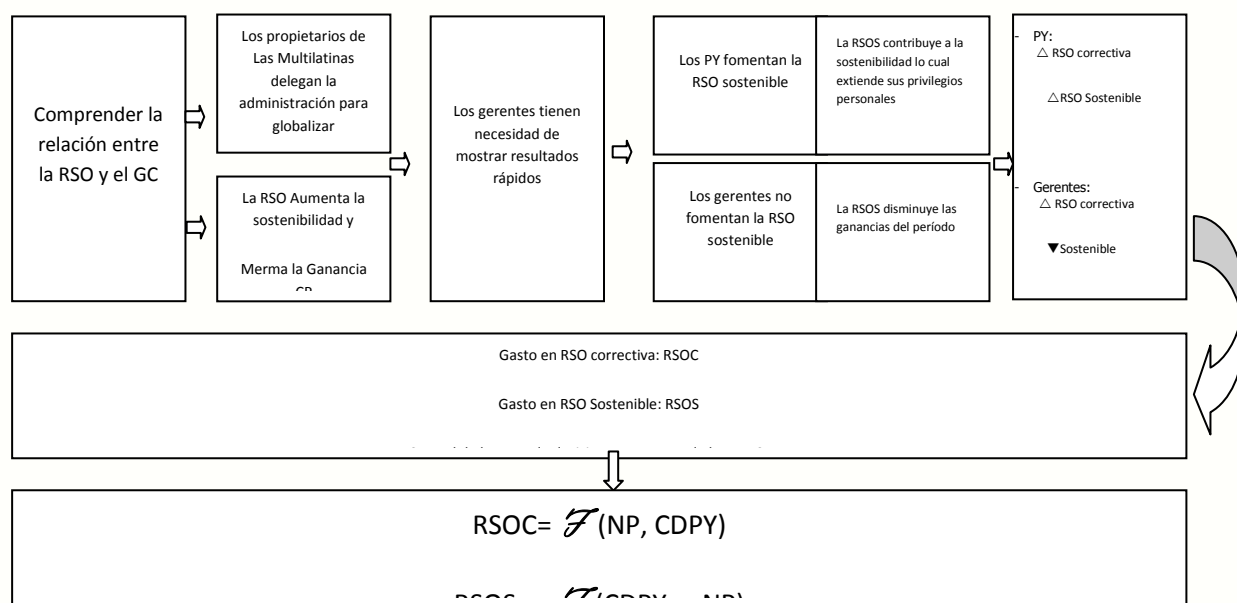 Comprender la
relación entre
la RSO y el GC
Los propietarios de
Las Multilatinas
delegan la
administración para
globalizar
La RSO Aumenta la
sostenibilidad y
Merma la Ganancia
Los gerentes tienen
necesidad de
mostrar resultados
rápidos
Los PY fomentan la
RSO sostenible
La RSOS contribuye a la
sostenibilidad lo cual
extiende sus privilegios
personales
Los gerentes no
fomentan la RSO
sostenible
La RSOS disminuye las
ganancias del período
- PY:
△ RSO correctiva
△RSO Sostenible
- Gerentes:
△ RSO correctiva
▼Sostenible
Gasto en RSO correctiva: RSOC
Gasto en RSO Sostenible: RSOS
RSOC= ℱ(NP, CDPY)